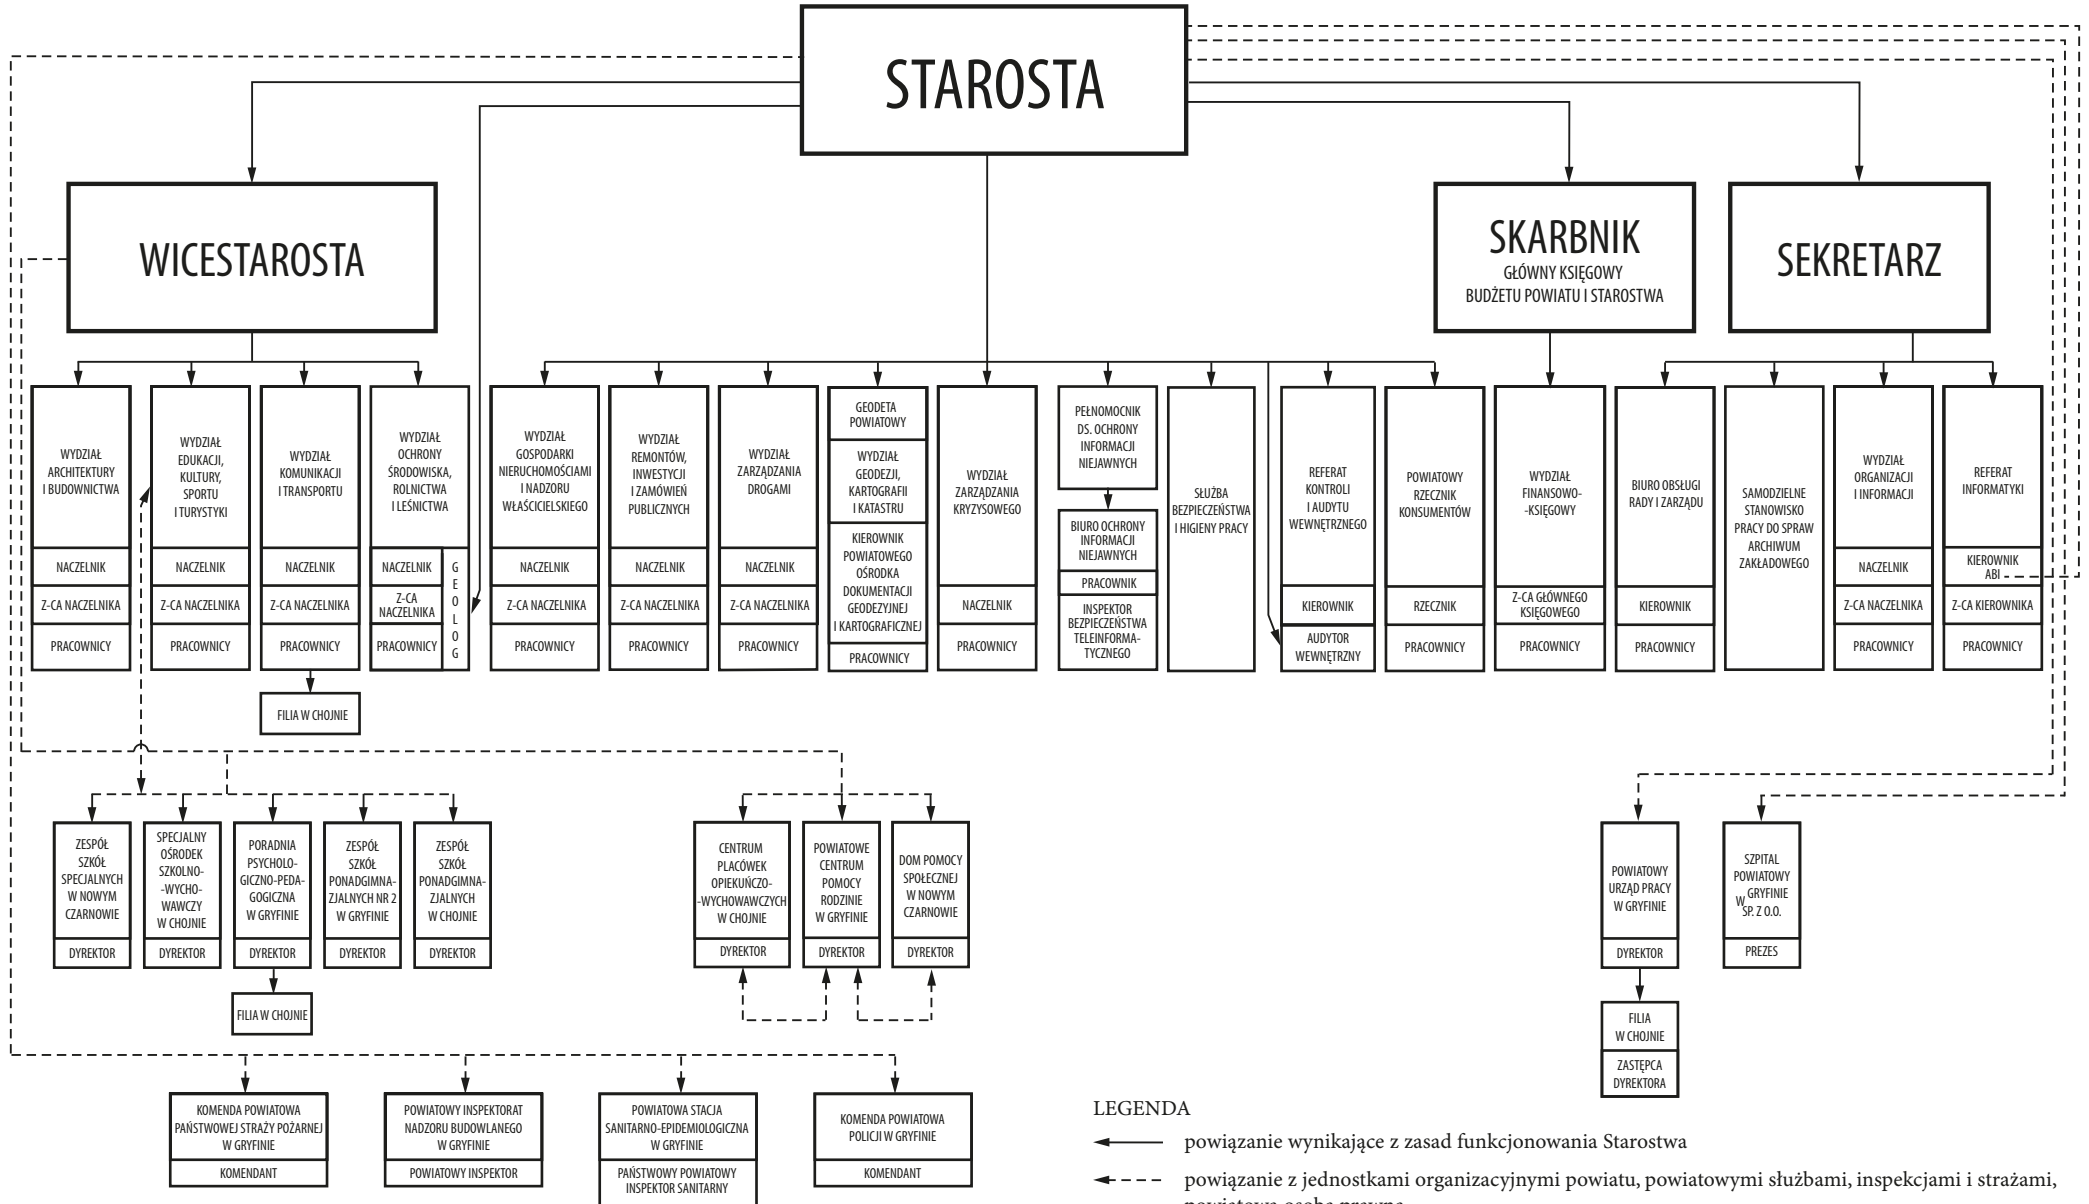 STAROSTA
WICESTAROSTA
SKARBNIK
GŁÓWNY KSIĘGOWY
BUDŻETU POWIATU I STAROSTWA
SEKRETARZ
WYDZIAŁ
ARCHITEKTURY
I BUDOWNICTWA
NACZELNIK
Z-CA NACZELNIKA
PRACOWNICY
WYDZIAŁ
EDUKACJI,
KULTURY,
SPORTU
I TURYSTYKI
NACZELNIK
Z-CA NACZELNIKA
PRACOWNICY
WYDZIAŁ
KOMUNIKACJI
I TRANSPORTU
NACZELNIK
Z-CA NACZELNIKA
PRACOWNICY
FILIA W CHOJNIE
WYDZIAŁ
OCHRONY
ŚRODOWISKA,
ROLNICTWA
I LEŚNICTWA
NACZELNIK
Z-CA
NACZELNIKA
PRACOWNICY
G
E
O
L
O
G
WYDZIAŁ
GOSPODARKI
NIERUCHOMOŚCIAMI
I NADZORU
WŁAŚCICIELSKIEGO
NACZELNIK
Z-CA NACZELNIKA
PRACOWNICY
WYDZIAŁ
REMONTÓW,
INWESTYCJI
I ZAMÓWIEŃ
PUBLICZNYCH
NACZELNIK
Z-CA NACZELNIKA
PRACOWNICY
WYDZIAŁ
ZARZĄDZANIA
DROGAMI
NACZELNIK
Z-CA NACZELNIKA
PRACOWNICY
GEODETA
POWIATOWY
WYDZIAŁ
GEODEZJI,
KARTOGRAFII
I KATASTRU
KIEROWNIK
POWIATOWEGO
OŚRODKA
DOKUMENTACJI
GEODEZYJNEJ
I KARTOGRAFICZNEJ
PRACOWNICY
WYDZIAŁ
ZARZĄDZANIA
KRYZYSOWEGO
NACZELNIK
PRACOWNICY
PEŁNOMOCNIK
DS. OCHRONY
INFORMACJI
NIEJAWNYCH
BIURO OCHRONY
INFORMACJI
NIEJAWNYCH
PRACOWNIK
INSPEKTOR
BEZPIECZEŃSTWA
TELEINFORMA-
TYCZNEGO
SŁUŻBA
BEZPIECZEŃSTWA
I HIGIENY PRACY
REFERAT
KONTROLI
I AUDYTU
WEWNĘTRZNEGO
KIEROWNIK
AUDYTOR
WEWNĘTRZNY
POWIATOWY
RZECZNIK
KONSUMENTÓW
RZECZNIK
PRACOWNICY
WYDZIAŁ
FINANSOWO-
-KSIĘGOWY
Z-CA GŁÓWNEGO
KSIĘGOWEGO
PRACOWNICY
BIURO OBSŁUGI
RADY I ZARZĄDU
KIEROWNIK
PRACOWNICY
SAMODZIELNE
STANOWISKO
PRACY DO SPRAW
ARCHIWUM
ZAKŁADOWEGO
WYDZIAŁ
ORGANIZACJI
I INFORMACJI
NACZELNIK
Z-CA NACZELNIKA
PRACOWNICY
REFERAT
INFORMATYKI
KIEROWNIK
ABI
Z-CA KIEROWNIKA
PRACOWNICY
ZESPÓŁ
SZKÓŁ
SPECJALNYCH
W NOWYM
CZARNOWIE
DYREKTOR
SPECJALNY
OŚRODEK
SZKOLNO-
-WYCHO-
WAWCZY
W CHOJNIE
DYREKTOR
PORADNIA
PSYCHOLO-
GICZNO-PEDA-
GOGICZNA
W GRYFINIE
DYREKTOR
FILIA W CHOJNIE
ZESPÓŁ
SZKÓŁ
PONADGIMNA-
ZJALNYCH NR 2
W GRYFINIE
DYREKTOR
ZESPÓŁ
SZKÓŁ
PONADGIMNA-
ZJALNYCH
W CHOJNIE
DYREKTOR
CENTRUM
PLACÓWEK
OPIEKUŃCZO-
-WYCHOWAWCZYCH
W CHOJNIE
DYREKTOR
POWIATOWE
CENTRUM
POMOCY
RODZINIE
W GRYFINIE
DYREKTOR
DOM POMOCY
SPOŁECZNEJ
W NOWYM
CZARNOWIE
DYREKTOR
POWIATOWY
URZĄD PRACY
W GRYFINIE
DYREKTOR
FILIA
W CHOJNIE
ZASTĘPCA
DYREKTORA
SZPITAL
POWIATOWY
W GRYFINIE
SP. Z O.O.
PREZES
KOMENDA POWIATOWA
PAŃSTWOWEJ STRAŻY POŻARNEJ
W GRYFINIE
KOMENDANT
POWIATOWY INSPEKTORAT
NADZORU BUDOWLANEGO
W GRYFINIE
POWIATOWY INSPEKTOR
POWIATOWA STACJA
SANITARNO-EPIDEMIOLOGICZNA
W GRYFINIE
PAŃSTWOWY POWIATOWY
INSPEKTOR SANITARNY
KOMENDA POWIATOWA
POLICJI W GRYFINIE
KOMENDANT
LEGENDA
powiązanie wynikające z zasad funkcjonowania Starostwa
powiązanie z jednostkami organizacyjnymi powiatu, powiatowymi służbami, inspekcjami i strażami,